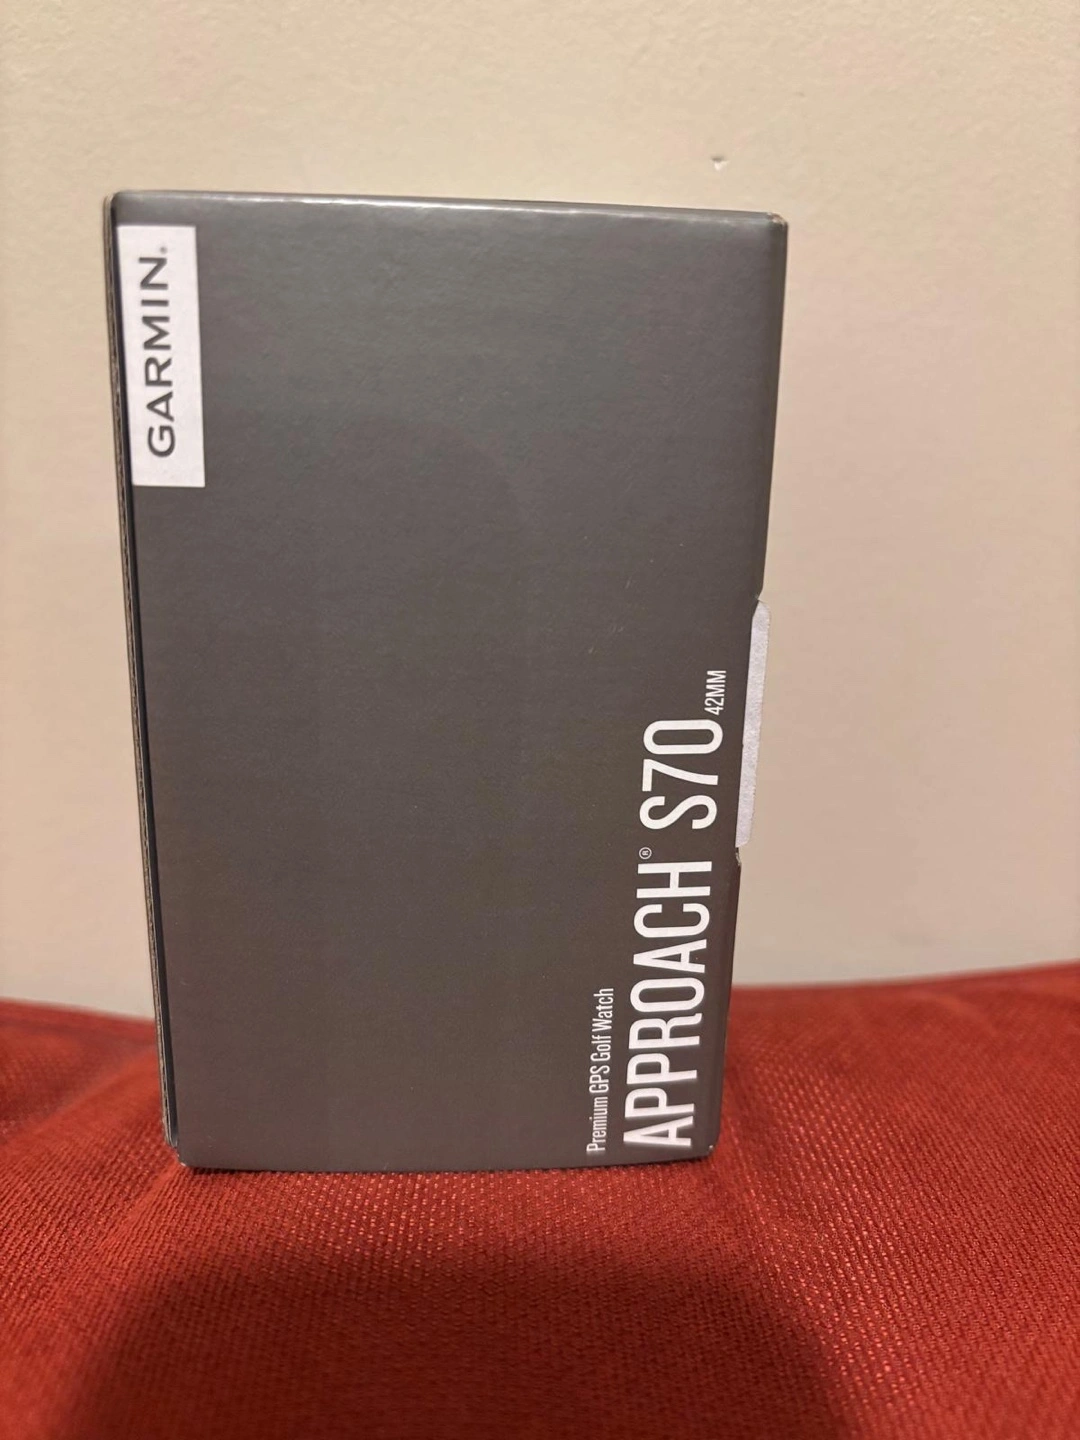 GARMIN®
Premium GPS Golf Watch
APPROACH® S70 42MM